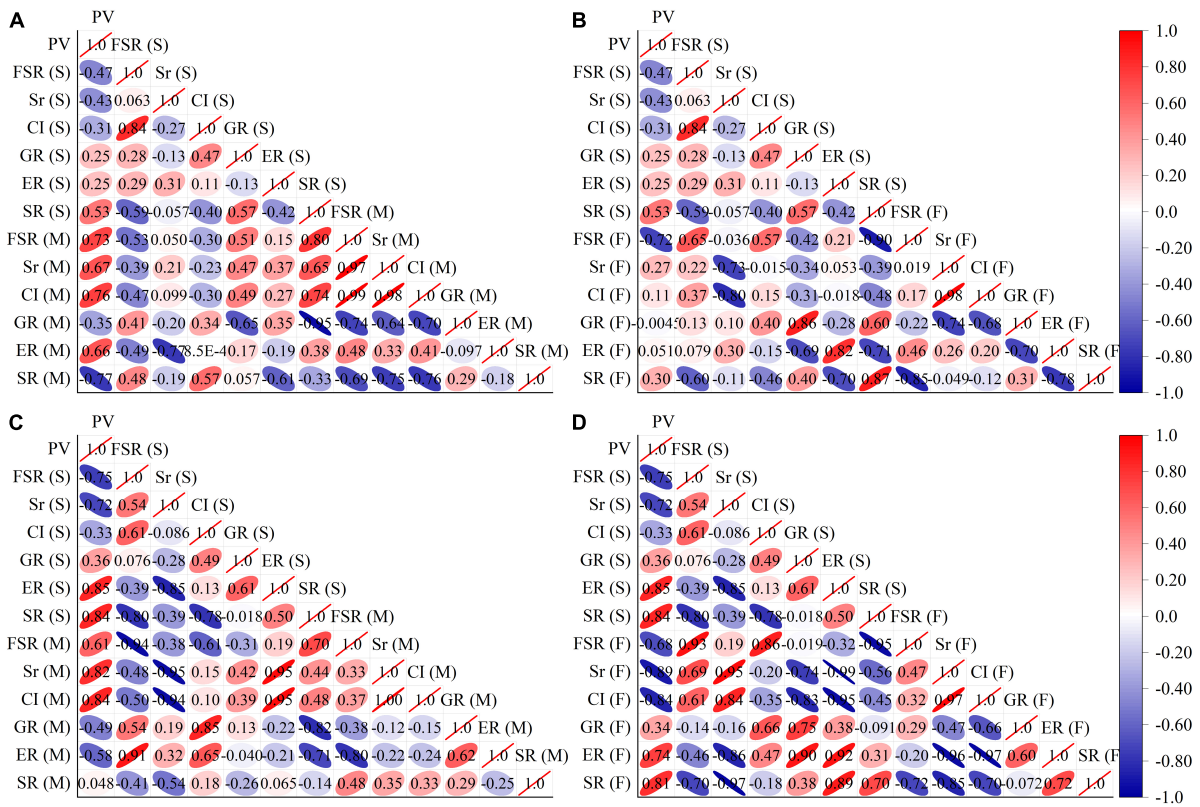 A
PV
PV 1.0 FSR (S)
FSR (S) -0.47 1.0 Sr (S)
Sr (S) -0.43 0.063 1.0 CI (S)
CI (S) -0.31 0.84 -0.27 1.0 GR (S)
GR (S) 0.25 0.28 -0.13 0.47 1.0 ER (S)
ER (S) 0.25 0.29 0.31 0.11 -0.13 1.0 SR (S)
SR (S) 0.53 -0.59 -0.057 -0.40 0.57 -0.42 1.0 FSR (M)
FSR (M) 0.73 -0.53 0.050 -0.30 0.51 0.15 0.80 1.0 Sr (M)
Sr (M) 0.67 -0.39 0.21 -0.23 0.47 0.37 0.65 0.97 1.0 CI (M)
CI (M) 0.76 -0.47 0.099 -0.30 0.49 0.27 0.74 0.99 0.98 1.0 GR (M)
GR (M) -0.35 0.41 -0.20 0.34 -0.65 0.35 -0.95 -0.74 -0.64 -0.70 1.0 ER (M)
ER (M) 0.66 -0.49 -0.77 8.5E-4 -0.17 -0.19 0.38 0.48 0.33 0.41 -0.097 1.0 SR (M)
SR (M) -0.77 0.48 -0.19 0.57 0.057 -0.61 -0.33 -0.69 -0.75 -0.76 0.29 -0.18 1.0
B
PV
PV 1.0 FSR (S)
FSR (S) -0.47 1.0 Sr (S)
Sr (S) -0.43 0.063 1.0 CI (S)
CI (S) -0.31 0.84 -0.27 1.0 GR (S)
GR (S) 0.25 0.28 -0.13 0.47 1.0 ER (S)
ER (S) 0.25 0.29 0.31 0.11 -0.13 1.0 SR (S)
SR (S) 0.53 -0.59 -0.057 -0.40 0.57 -0.42 1.0 FSR (F)
FSR (F) -0.72 0.65 -0.036 0.57 -0.42 0.21 -0.90 1.0 Sr (F)
Sr (F) 0.27 0.22 -0.73 -0.015 -0.34 0.053 -0.39 0.019 1.0 CI (F)
CI (F) 0.11 0.37 -0.80 0.15 -0.31 -0.018 -0.48 0.17 0.98 1.0 GR (F)
GR (F) -0.0045 0.13 0.10 0.40 0.86 -0.28 0.60 -0.22 -0.74 -0.68 1.0 ER (F)
ER (F) 0.051 0.079 0.30 -0.15 -0.69 0.82 -0.71 0.46 0.26 0.20 -0.70 1.0 SR (F
SR (F) 0.30 -0.60 -0.11 -0.46 0.40 -0.70 0.87 -0.85 -0.049 -0.12 0.31 -0.78 1.0
1.0
0.80
0.60
0.40
0.20
0.0
-0.20
-0.40
-0.60
-0.80
-1.0
C
PV
PV 1.0 FSR (S)
FSR (S) -0.75 1.0 Sr (S)
Sr (S) -0.72 0.54 1.0 CI (S)
CI (S) -0.33 0.61 -0.086 1.0 GR (S)
GR (S) 0.36 0.076 -0.28 0.49 1.0 ER (S)
ER (S) 0.85 -0.39 -0.85 0.13 0.61 1.0 SR (S)
SR (S) 0.84 -0.80 -0.39 -0.78 -0.018 0.50 1.0 FSR (M)
FSR (M) 0.61 -0.94 -0.38 -0.61 -0.31 0.19 0.70 1.0 Sr (M)
Sr (M) 0.82 -0.48 -0.95 0.15 0.42 0.95 0.44 0.33 1.0 CI (M)
CI (M) 0.84 -0.50 -0.94 0.10 0.39 0.95 0.48 0.37 1.00 1.0 GR (M)
GR (M) -0.49 0.54 0.19 0.85 0.13 -0.22 -0.82 -0.38 -0.12 -0.15 1.0 ER (M)
ER (M) -0.58 0.91 0.32 0.65 -0.040 -0.21 -0.71 -0.80 -0.22 -0.24 0.62 1.0 SR (M)
SR (M) 0.048 -0.41 -0.54 0.18 -0.26 0.065 -0.14 0.48 0.35 0.33 0.29 -0.25 1.0
D
PV
PV 1.0 FSR (S)
FSR (S) -0.75 1.0 Sr (S)
Sr (S) -0.72 0.54 1.0 CI (S)
CI (S) -0.33 0.61 -0.086 1.0 GR (S)
GR (S) 0.36 0.076 -0.28 0.49 1.0 ER (S)
ER (S) 0.85 -0.39 -0.85 0.13 0.61 1.0 SR (S)
SR (S) 0.84 -0.80 -0.39 -0.78 -0.018 0.50 1.0 FSR (F)
FSR (F) -0.68 0.95 0.19 0.86 -0.019 -0.32 -0.95 1.0 Sr (F)
Sr (F) -0.89 0.69 0.95 -0.20 -0.74 -0.99 -0.56 0.47 1.0 CI (F)
CI (F) -0.84 0.61 0.84 -0.35 -0.83 -0.95 -0.45 0.32 0.97 1.0 GR (F)
GR (F) 0.34 -0.14 -0.16 0.66 0.75 0.38 -0.091 0.29 -0.47 -0.66 1.0 ER (F)
ER (F) 0.74 -0.46 -0.86 0.47 0.90 0.92 0.31 -0.20 -0.96 -0.97 0.60 1.0 SR (F
SR (F) 0.81 -0.70 -0.97 -0.18 0.38 0.89 0.70 -0.72 -0.85 -0.70 -0.072 0.72 1.0
1.0
0.80
0.60
0.40
0.20
0.0
-0.20
-0.40
-0.60
-0.80
-1.0